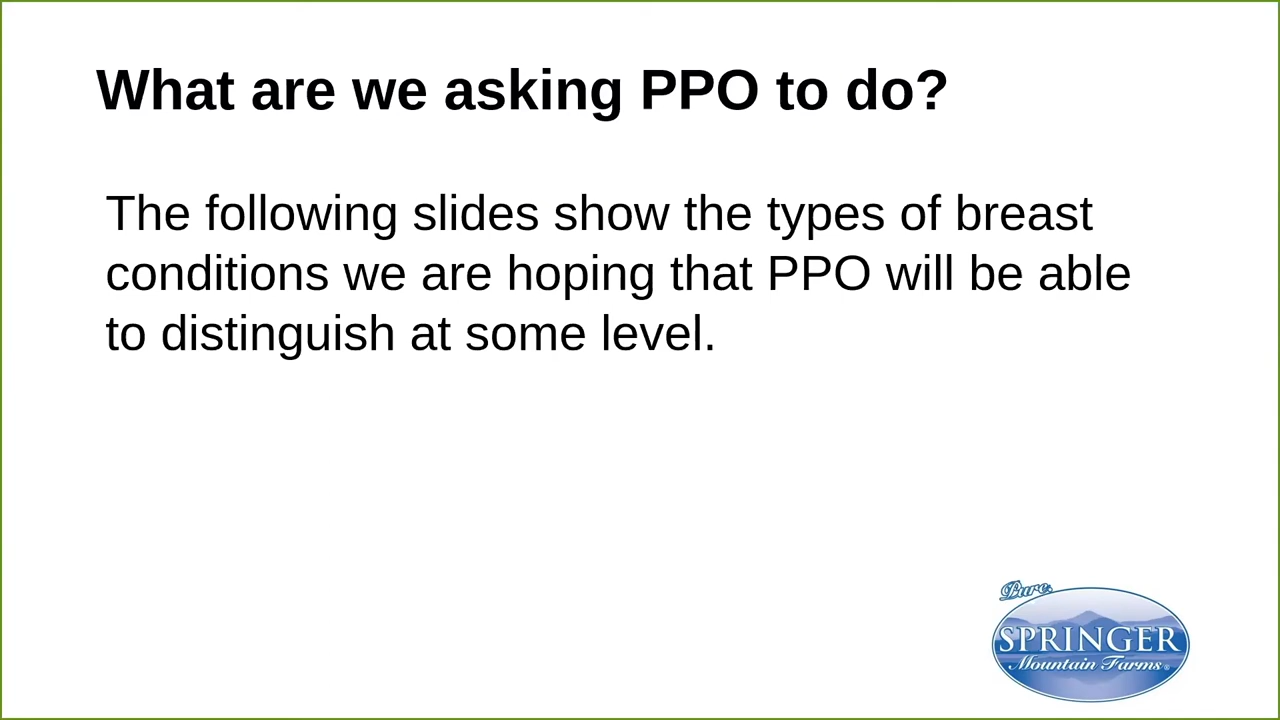 What are we asking PPO to do?
The following slides show the types of breast
conditions we are hoping that PPO will be able
to distinguish at some level.
Pure
SPRINGER
Mountain Farms®